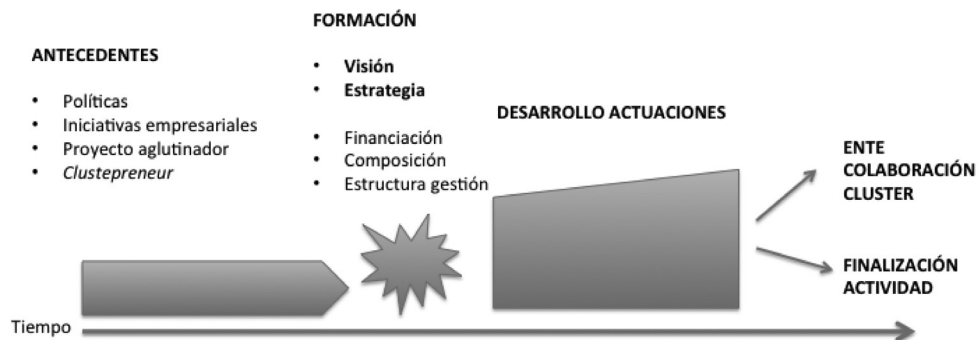 ANTECEDENTES
• Políticas
• Iniciativas empresariales
• Proyecto aglutinador
• Clustepreneur
FORMACIÓN
• Visión
• Estrategia
• Financiación
• Composición
• Estructura gestión
DESARROLLO ACTUACIONES
ENTE
COLABORACIÓN
CLUSTER
FINALIZACIÓN
ACTIVIDAD
Tiempo